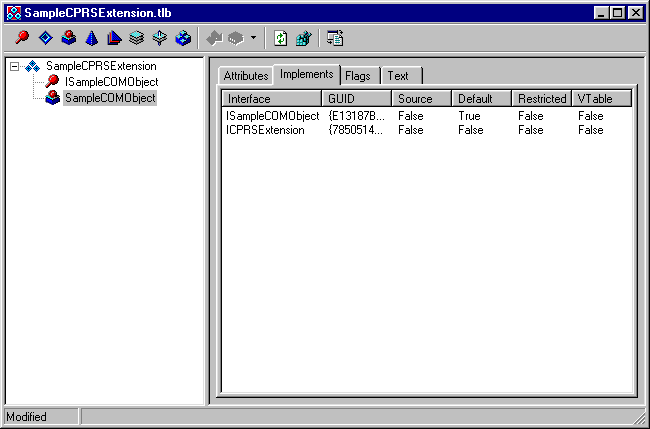 SampleCPRSExtension.tlb
SampleCPRSExtension
ISampleCOMObject
SampleCOMObject
Attributes Implements Flags Text
Interface GUID Source Default Restricted VTable
ISampleCOMObject {E13187B... False True False False
ICPRSExtension {7850514... False False False False
Modified